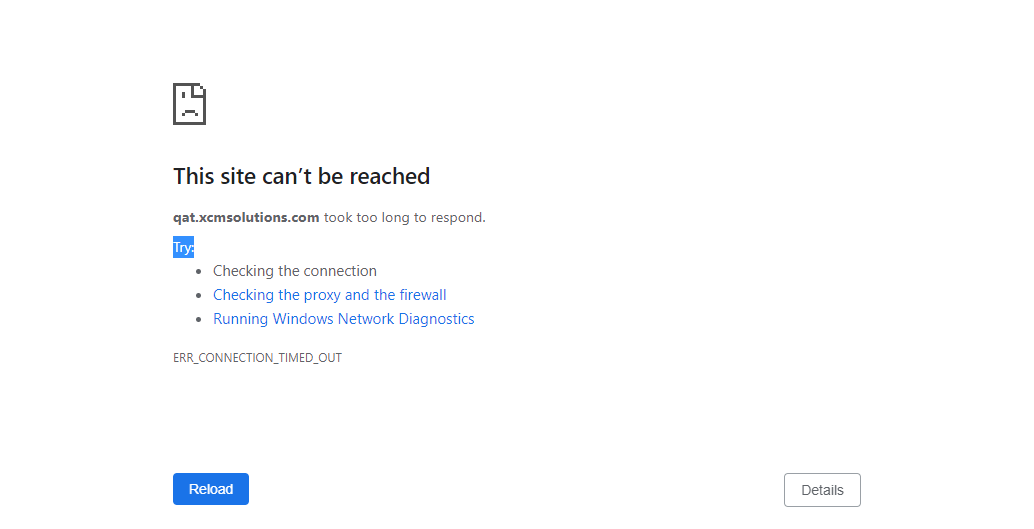 This site can’t be reached
qat.xcmsolutions.com took too long to respond.
Try:
Checking the connection
Checking the proxy and the firewall
Running Windows Network Diagnostics
ERR_CONNECTION_TIMED_OUT
Reload
Details